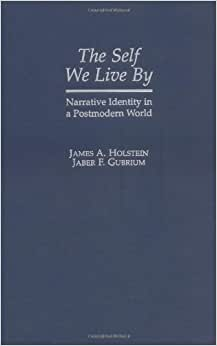 The Self
We Live By
Narrative Identity in
a Postmodern World
JAMES A. HOLSTEIN
JABER F. GUBRIUM